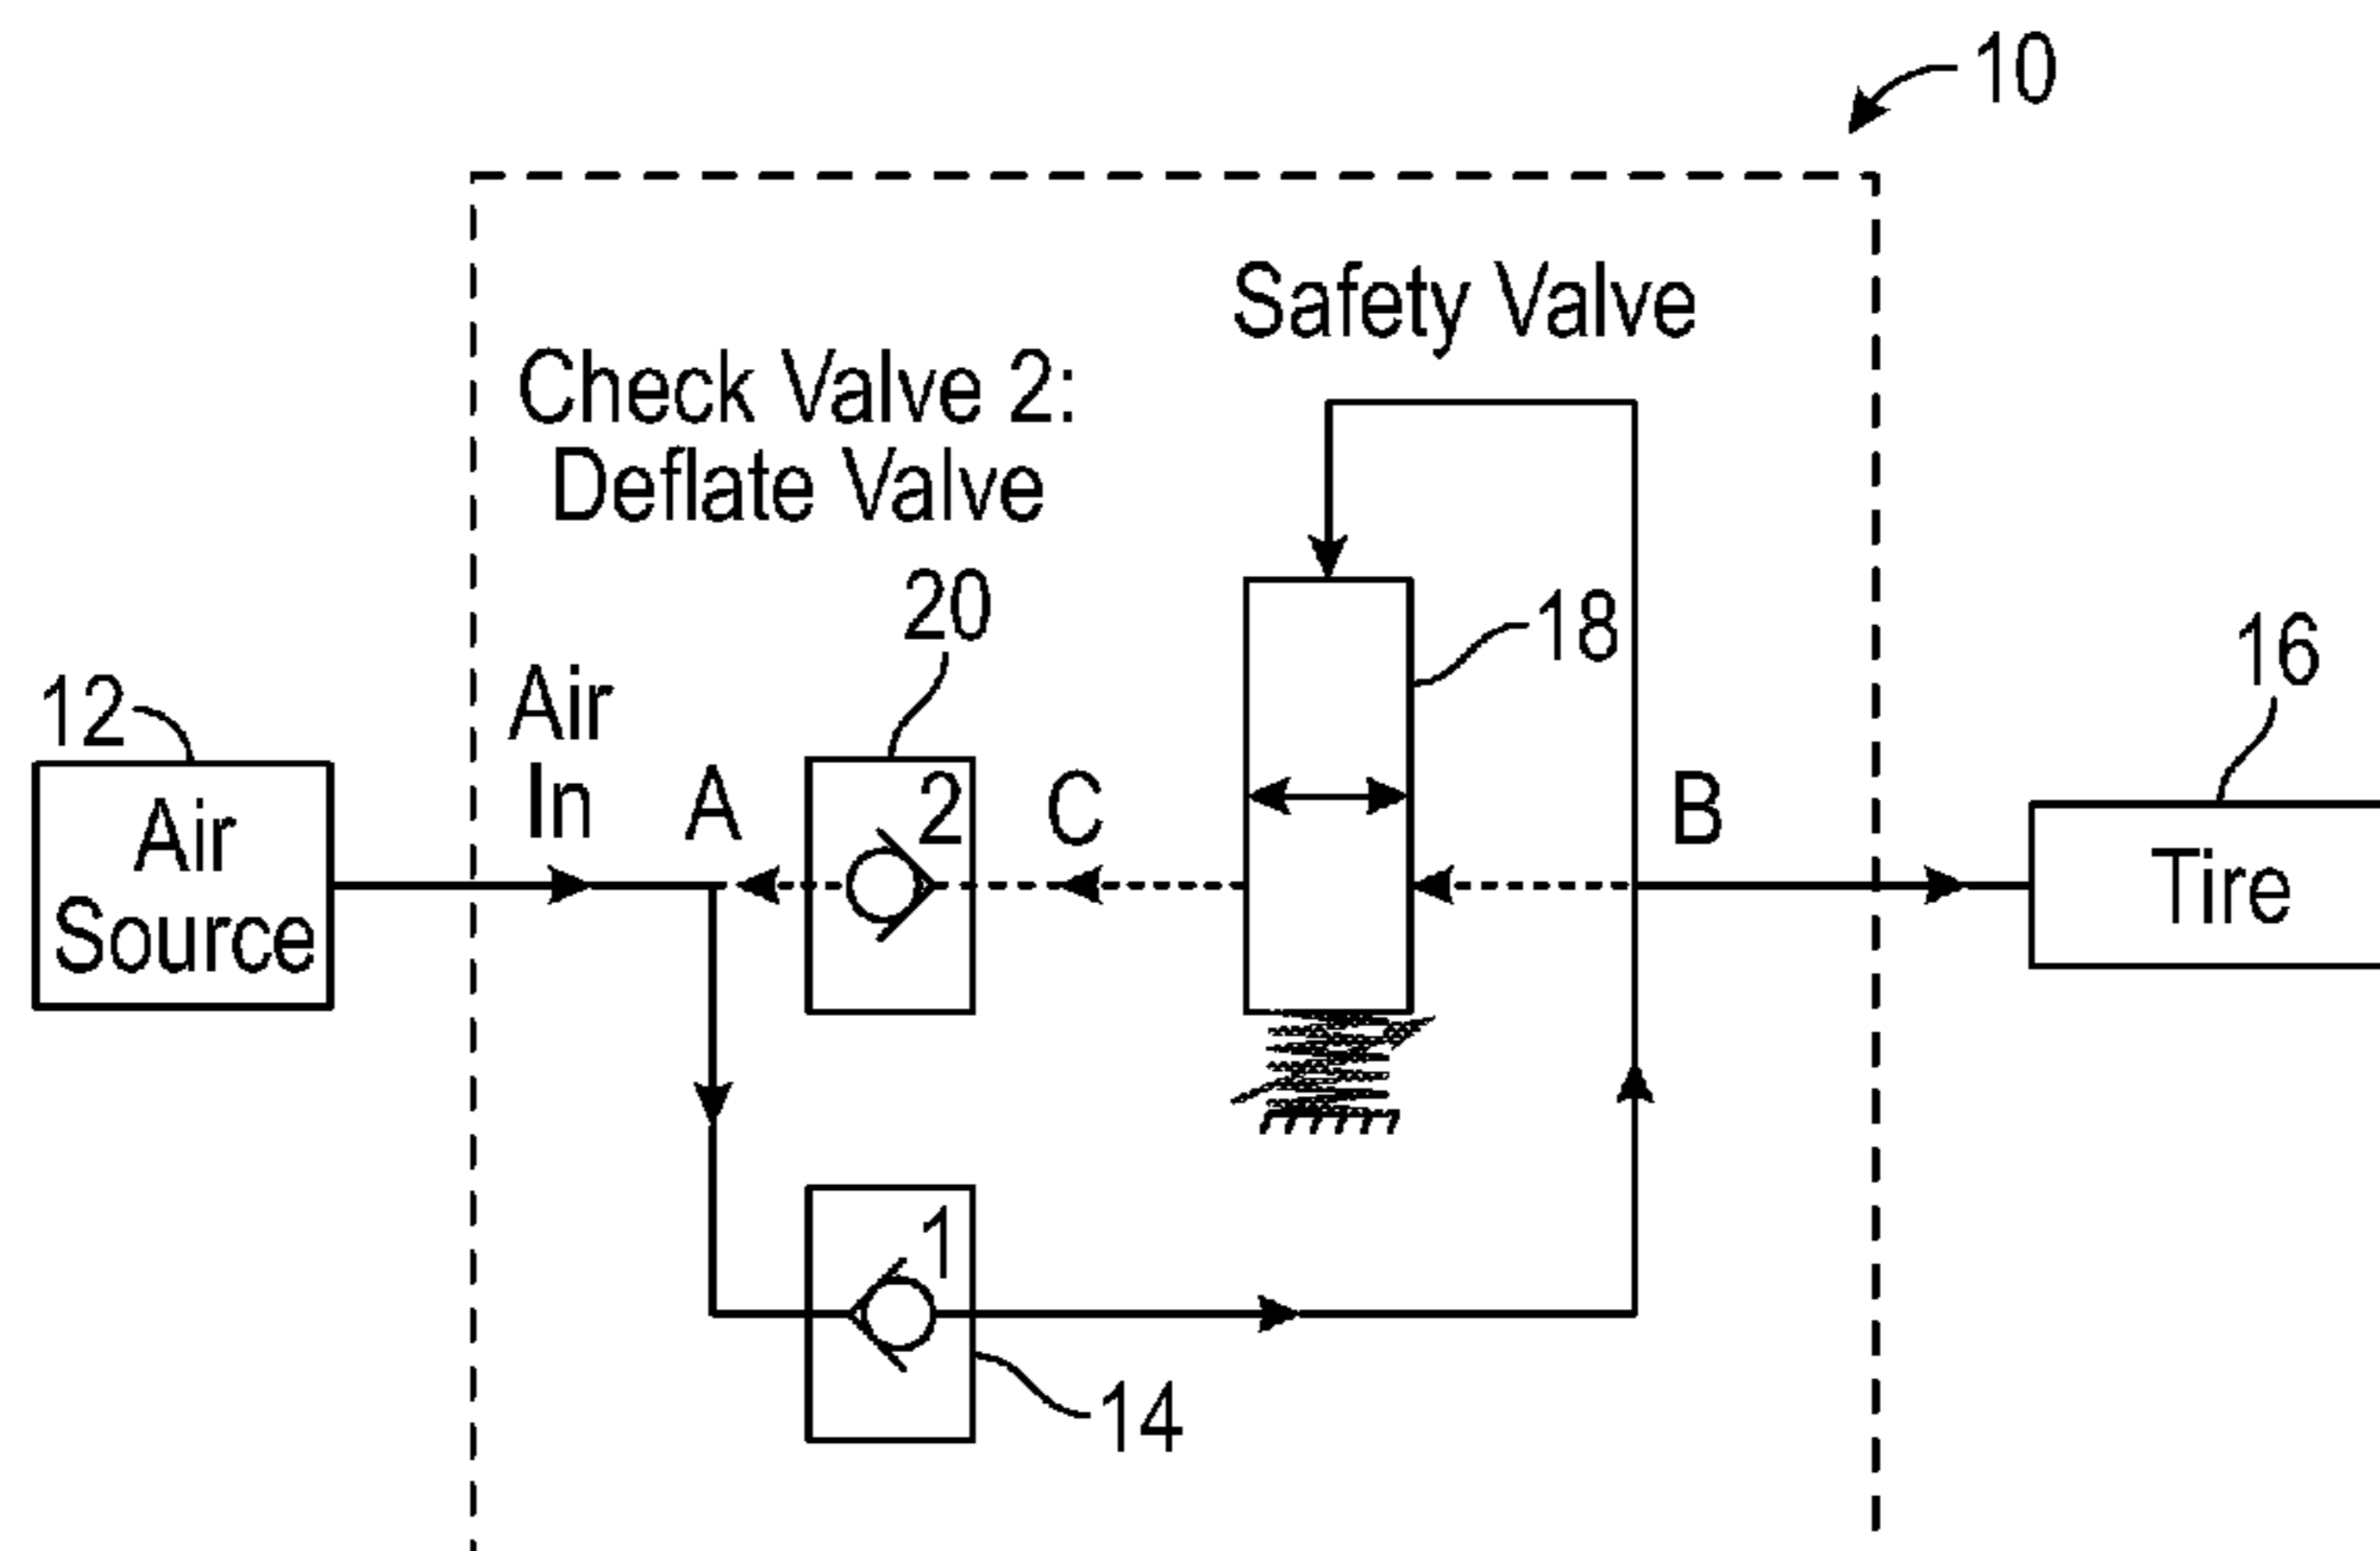 10
Safety Valve
Check Valve 2:
Deflate Valve
20
18
16
12
Air
In
A
2
C
B
Air
Source
Tire
1
14